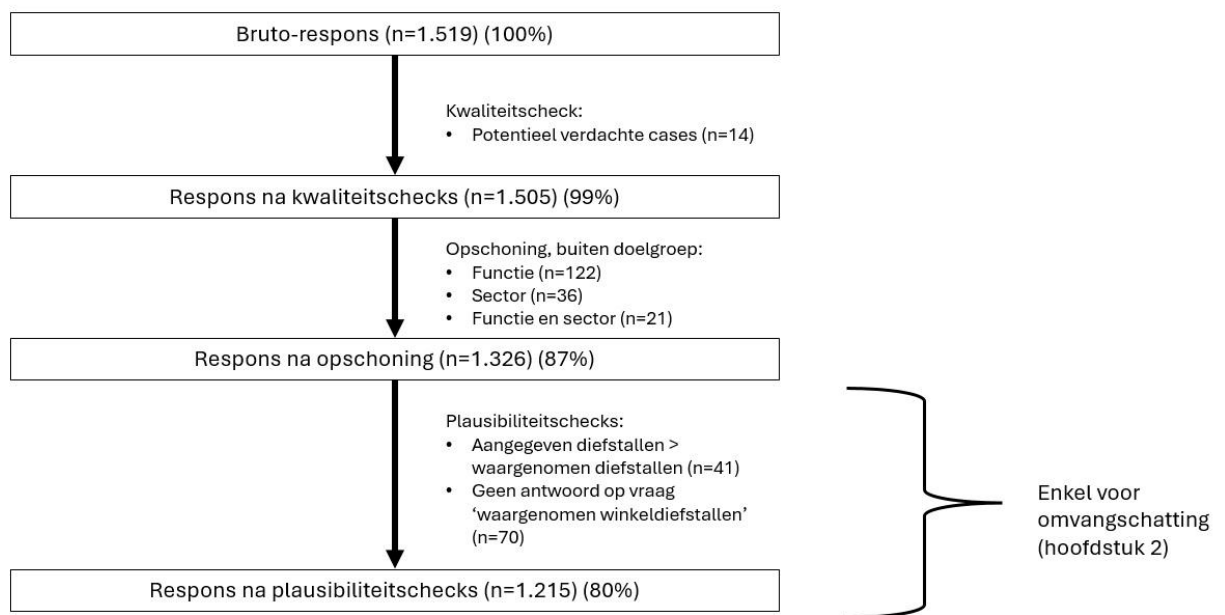 Bruto-respons (n=1.519) (100%)
Kwaliteitscheck:
• Potentieel verdachte cases (n=14)
Respons na kwaliteitschecks (n=1.505) (99%)
Opschoning, buiten doelgroep:
• Functie (n=122)
• Sector (n=36)
• Functie en sector (n=21)
Respons na opschoning (n=1.326) (87%)
Plausibiliteitschecks:
• Aangegeven diefstallen >
waargenomen diefstallen (n=41)
• Geen antwoord op vraag
‘waargenomen winkeldiefstallen’
(n=70)
Enkel voor
omvangschatting
(hoofdstuk 2)
Respons na plausibiliteitschecks (n=1.215) (80%)